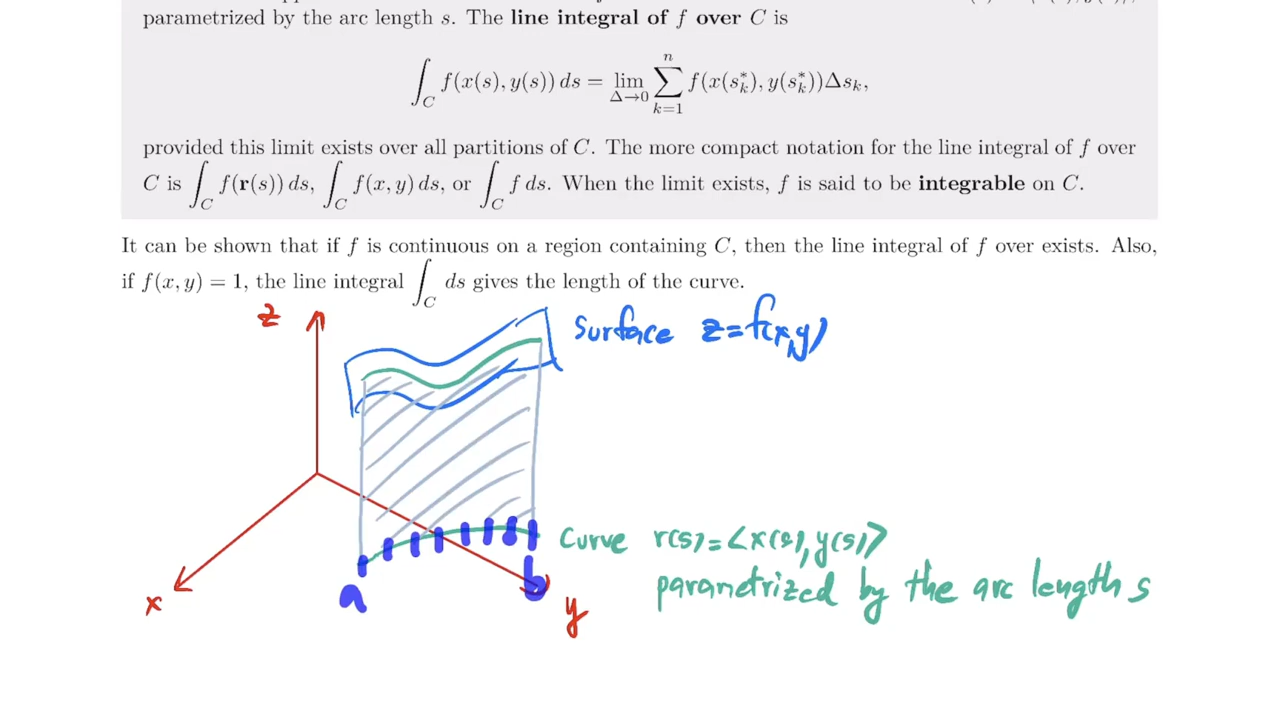 parametrized by the arc length s. The line integral of f over C is
∫_C f(x(s), y(s)) ds = lim_{Δ→0} ∑_{k=1}^{n} f(x(s_k^*), y(s_k^*))Δs_k,
provided this limit exists over all partitions of C. The more compact notation for the line integral of f over
C is ∫_C f(r(s)) ds, ∫_C f(x, y) ds, or ∫_C f ds. When the limit exists, f is said to be integrable on C.
It can be shown that if f is continuous on a region containing C, then the line integral of f over exists. Also,
if f(x, y) = 1, the line integral ∫_C ds gives the length of the curve.
z
Surface z=f(x,y)
Curve r(s)=<x(s), y(s)>
parametrized by the arc length s
a
b
x
y